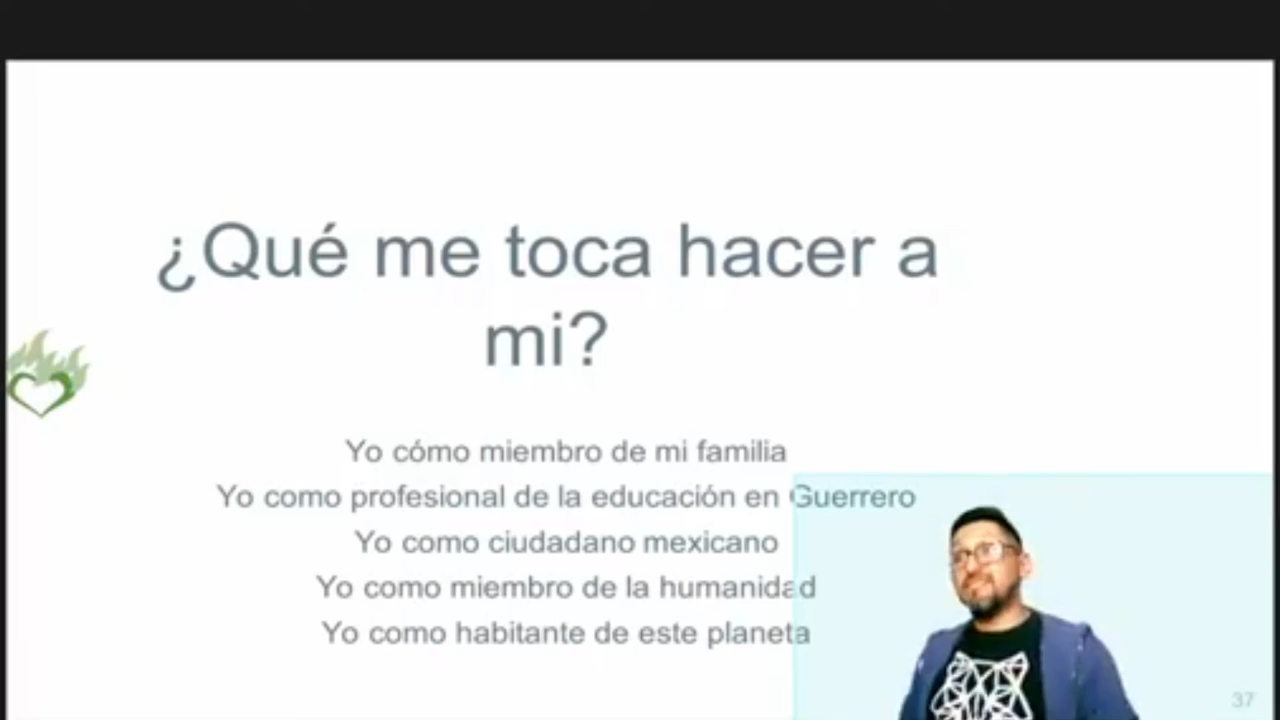 ¿Qué me toca hacer a
mi?
Yo cómo miembro de mi familia
Yo como profesional de la educación en Guerrero
Yo como ciudadano mexicano
Yo como miembro de la humanidad
Yo como habitante de este planeta
37